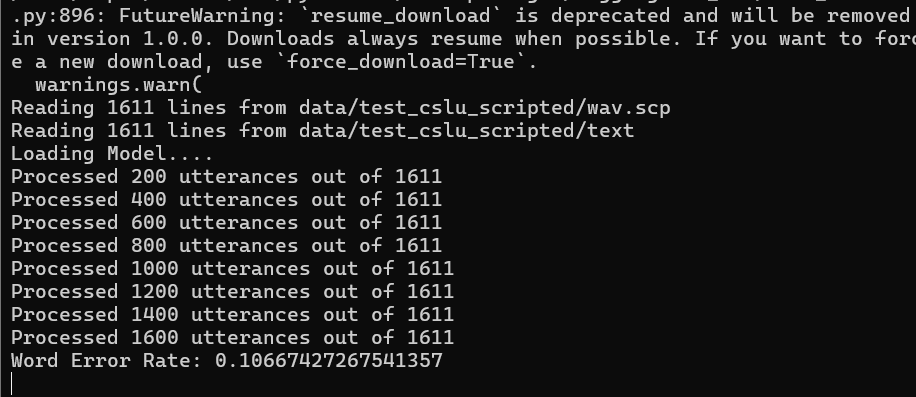 .py:896: FutureWarning: `resume_download` is deprecated and will be removed
in version 1.0.0. Downloads always resume when possible. If you want to forc
e a new download, use `force_download=True`.
  warnings.warn(
Reading 1611 lines from data/test_cslu_scripted/wav.scp
Reading 1611 lines from data/test_cslu_scripted/text
Loading Model....
Processed 200 utterances out of 1611
Processed 400 utterances out of 1611
Processed 600 utterances out of 1611
Processed 800 utterances out of 1611
Processed 1000 utterances out of 1611
Processed 1200 utterances out of 1611
Processed 1400 utterances out of 1611
Processed 1600 utterances out of 1611
Word Error Rate: 0.10667427267541357